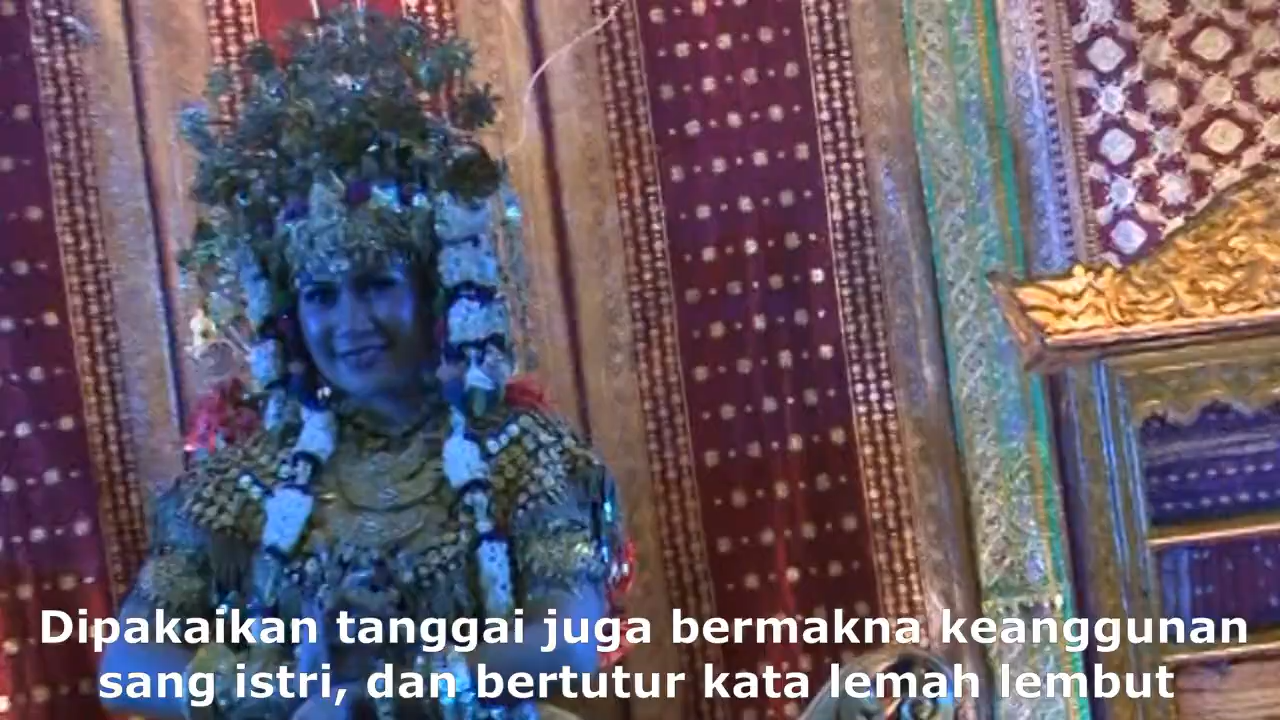 Dipakaikan tanggai juga bermakna keanggunan
sang istri, dan bertutur kata lemah lembut